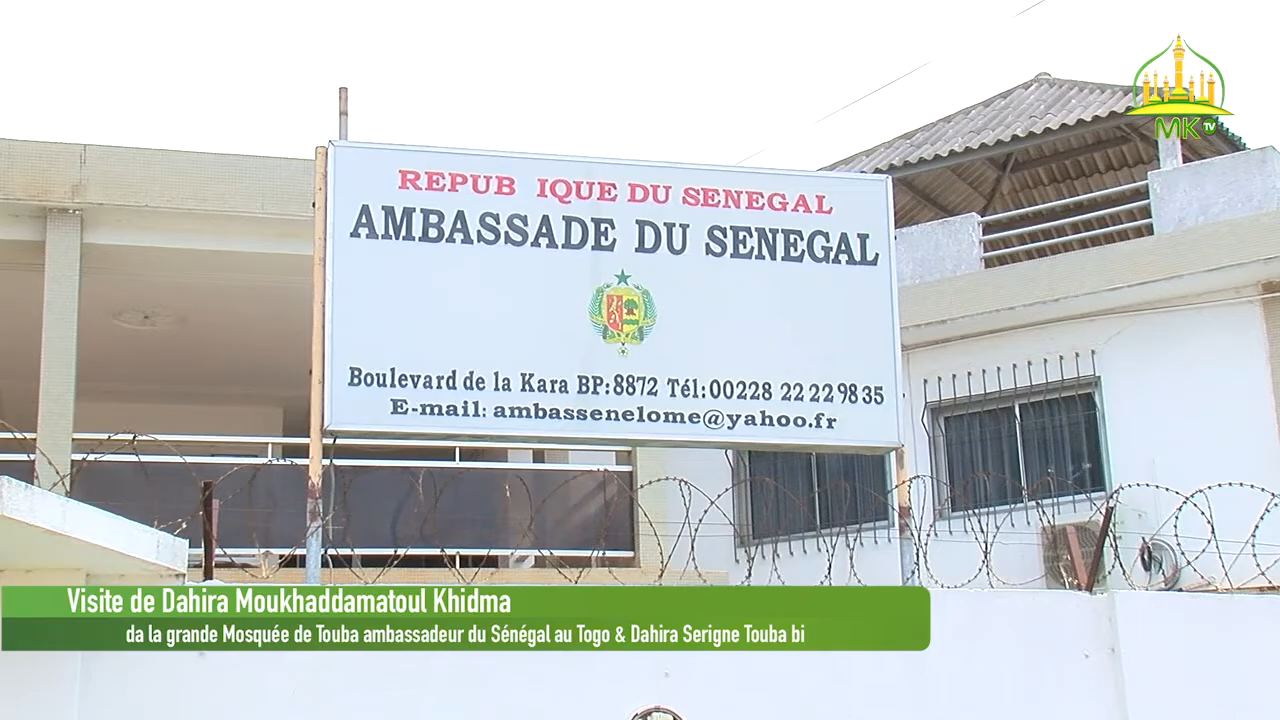 MK TV
REPUB IQUE DU SENEGAL
AMBASSADE DU SENEGAL
Boulevard de la Kara BP:8872 Tél:00228 22 22 98 35
E-mail: ambassenelome@yahoo.fr
Visite de Dahira Moukhaddamatoul Khidma
da la grande Mosquée de Touba ambassadeur du Sénégal au Togo & Dahira Serigne Touba bi